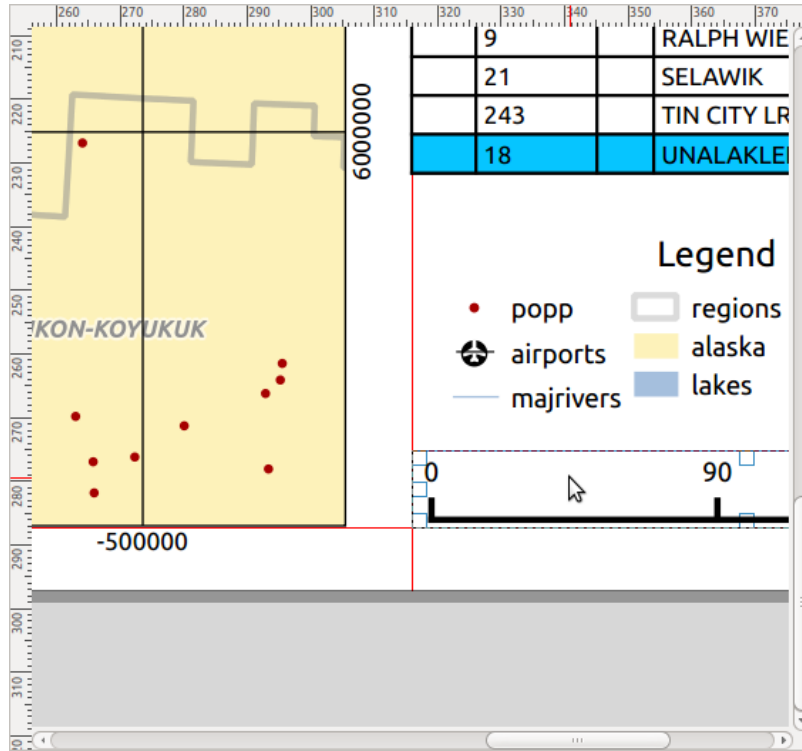 260 270 280 290 300 310 320 330 340 350 360 370
210
220
230
240
250
260
270
280
290
300
310
9 RALPH WIE
21 SELAWIK
243 TIN CITY LR
18 UNALAKLE
6000000
KON-KOYUKUK
-500000
Legend
popp
airports
majrivers
regions
alaska
lakes
0 90